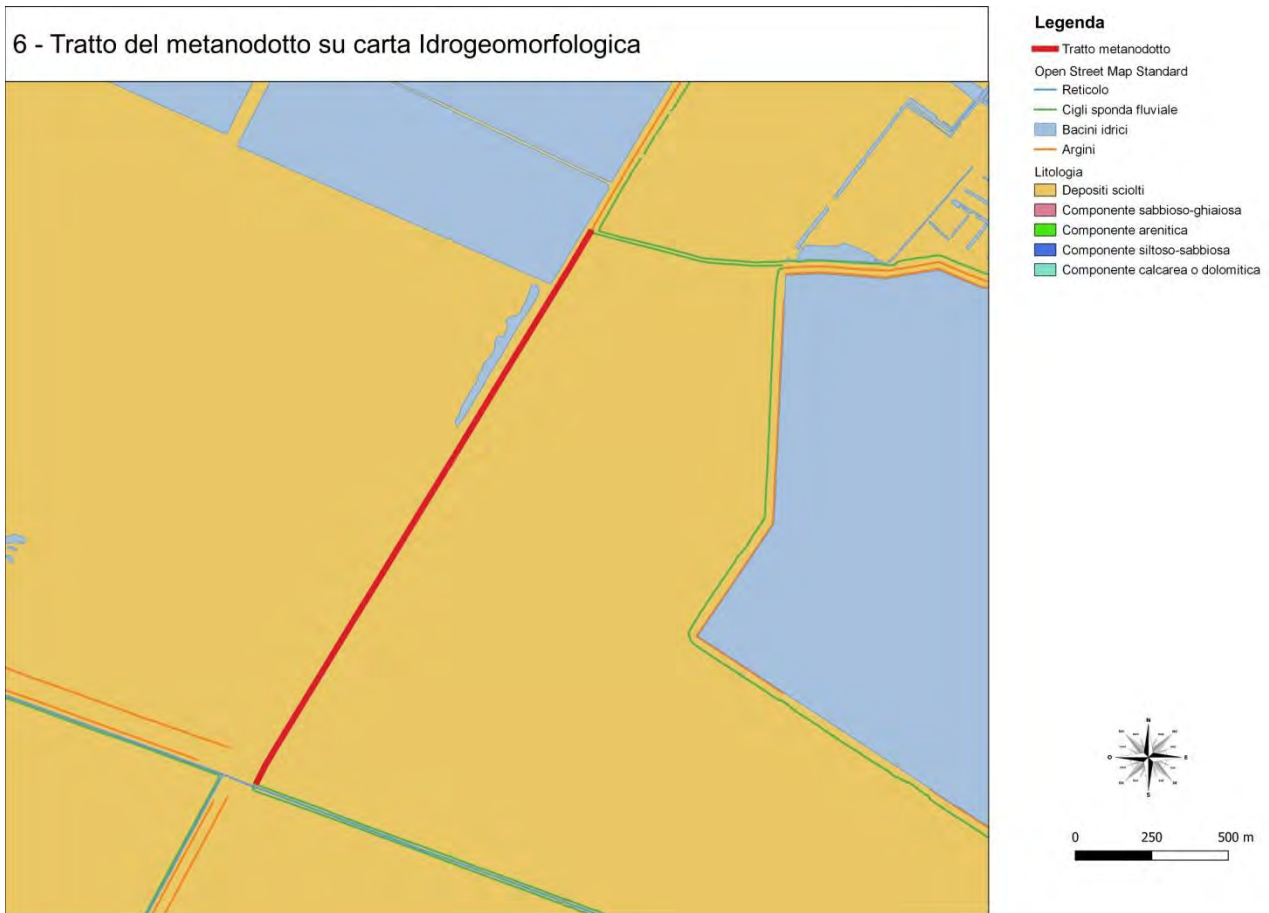 6 - Tratto del metanodotto su carta Idrogeomorfologica
Legenda
Tratto metanodotto
Open Street Map Standard
Reticolo
Cigli sponda fluviale
Bacini idrici
Argini
Litologia
Depositi sciolti
Componente sabbioso-ghiaiosa
Componente arenitica
Componente siltoso-sabbiosa
Componente calcarea o dolomitica
N
O E
S
0 250 500 m